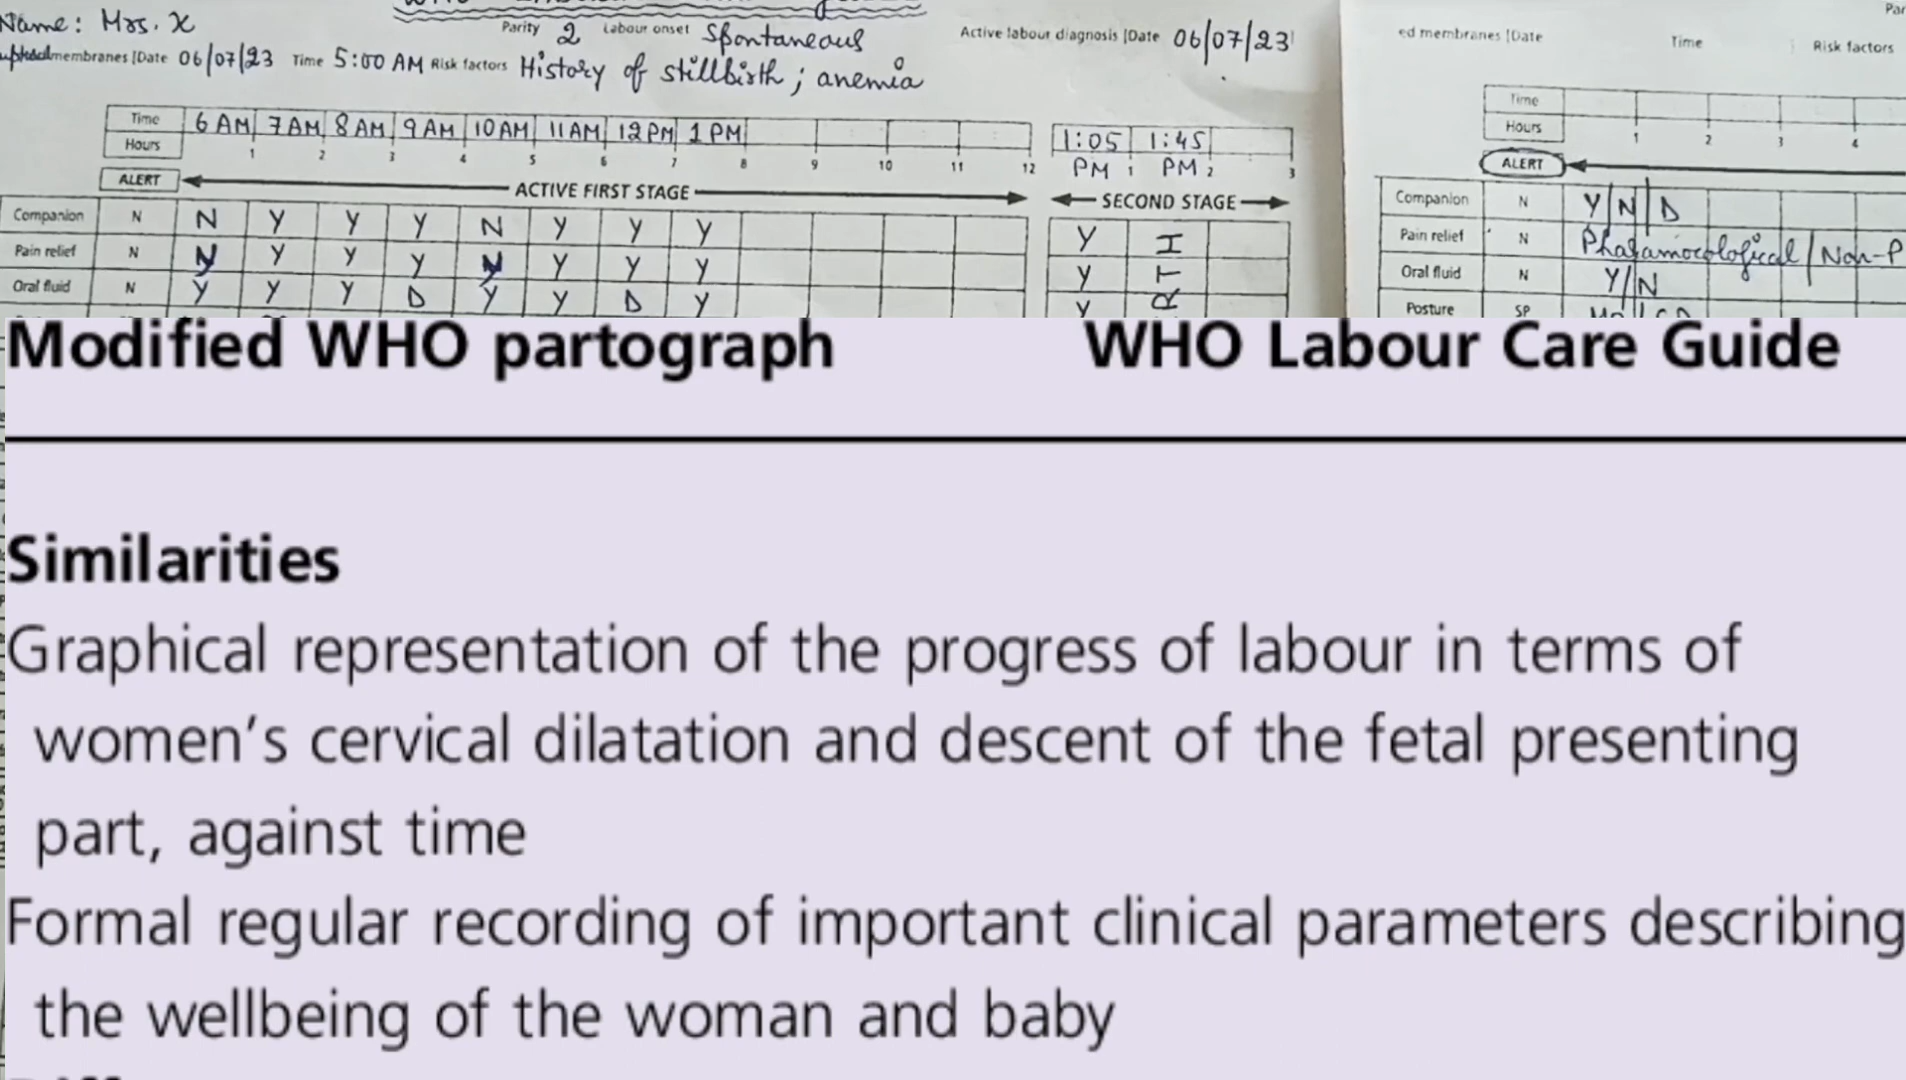 Name: Mrs. X
Parity 2 Labour onset Spontaneous
Active labour diagnosis [Date 06/07/23
membranes [Date 06/07/23 Time 5:00 AM Risk factors History of stillbirth ; anemia
Time 6 AM 7 AM 8 AM 9 AM 10 AM 11 AM 12 PM 1 PM
1:05 1:45
Hours 1 2 3 4 5 6 7 8 9 10 11 12
PM 1 PM 2 3
ALERT ACTIVE FIRST STAGE SECOND STAGE
Companion N N Y Y Y N Y Y Y Y
Pain relief N N Y Y Y N Y Y Y Y
Oral fluid N Y Y Y D Y Y D Y Y
ed membranes [Date Time Risk factors
Time
Hours 1 2 3 4
ALERT
Companion N Y/N/D
Pain relief N
Oral fluid N Y/N
Posture SP
Modified WHO partograph
WHO Labour Care Guide
Similarities
Graphical representation of the progress of labour in terms of
women's cervical dilatation and descent of the fetal presenting
part, against time
Formal regular recording of important clinical parameters describing
the wellbeing of the woman and baby